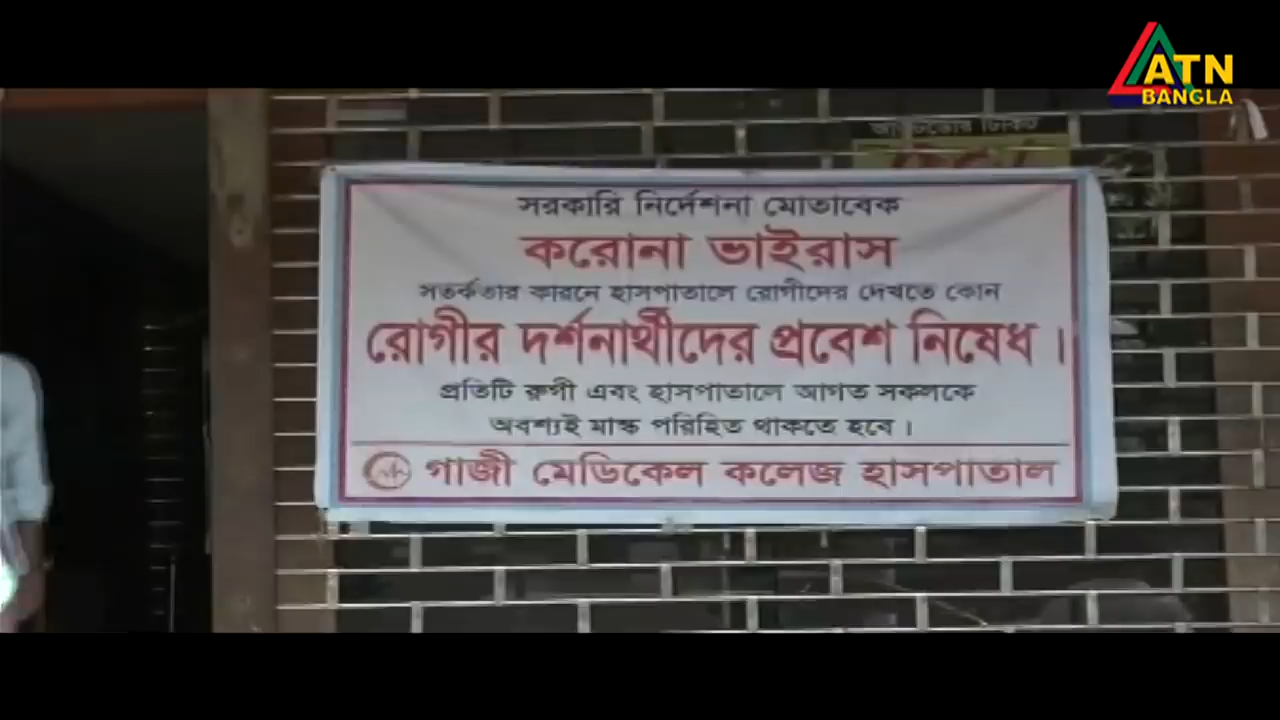 ATN
BANGLA
সরকারি নির্দেশনা মোতাবেক
করোনা ভাইরাস
সতর্কতার কারনে হাসপাতালে রোগীদের দেখতে কোন
রোগীর দর্শনার্থীদের প্রবেশ নিষেধ।
প্রতিটি রুগী এবং হাসপাতালে আগত সকলকে
অবশ্যই মাস্ক পরিহিত থাকতে হবে।
গাজী মেডিকেল কলেজ হাসপাতাল